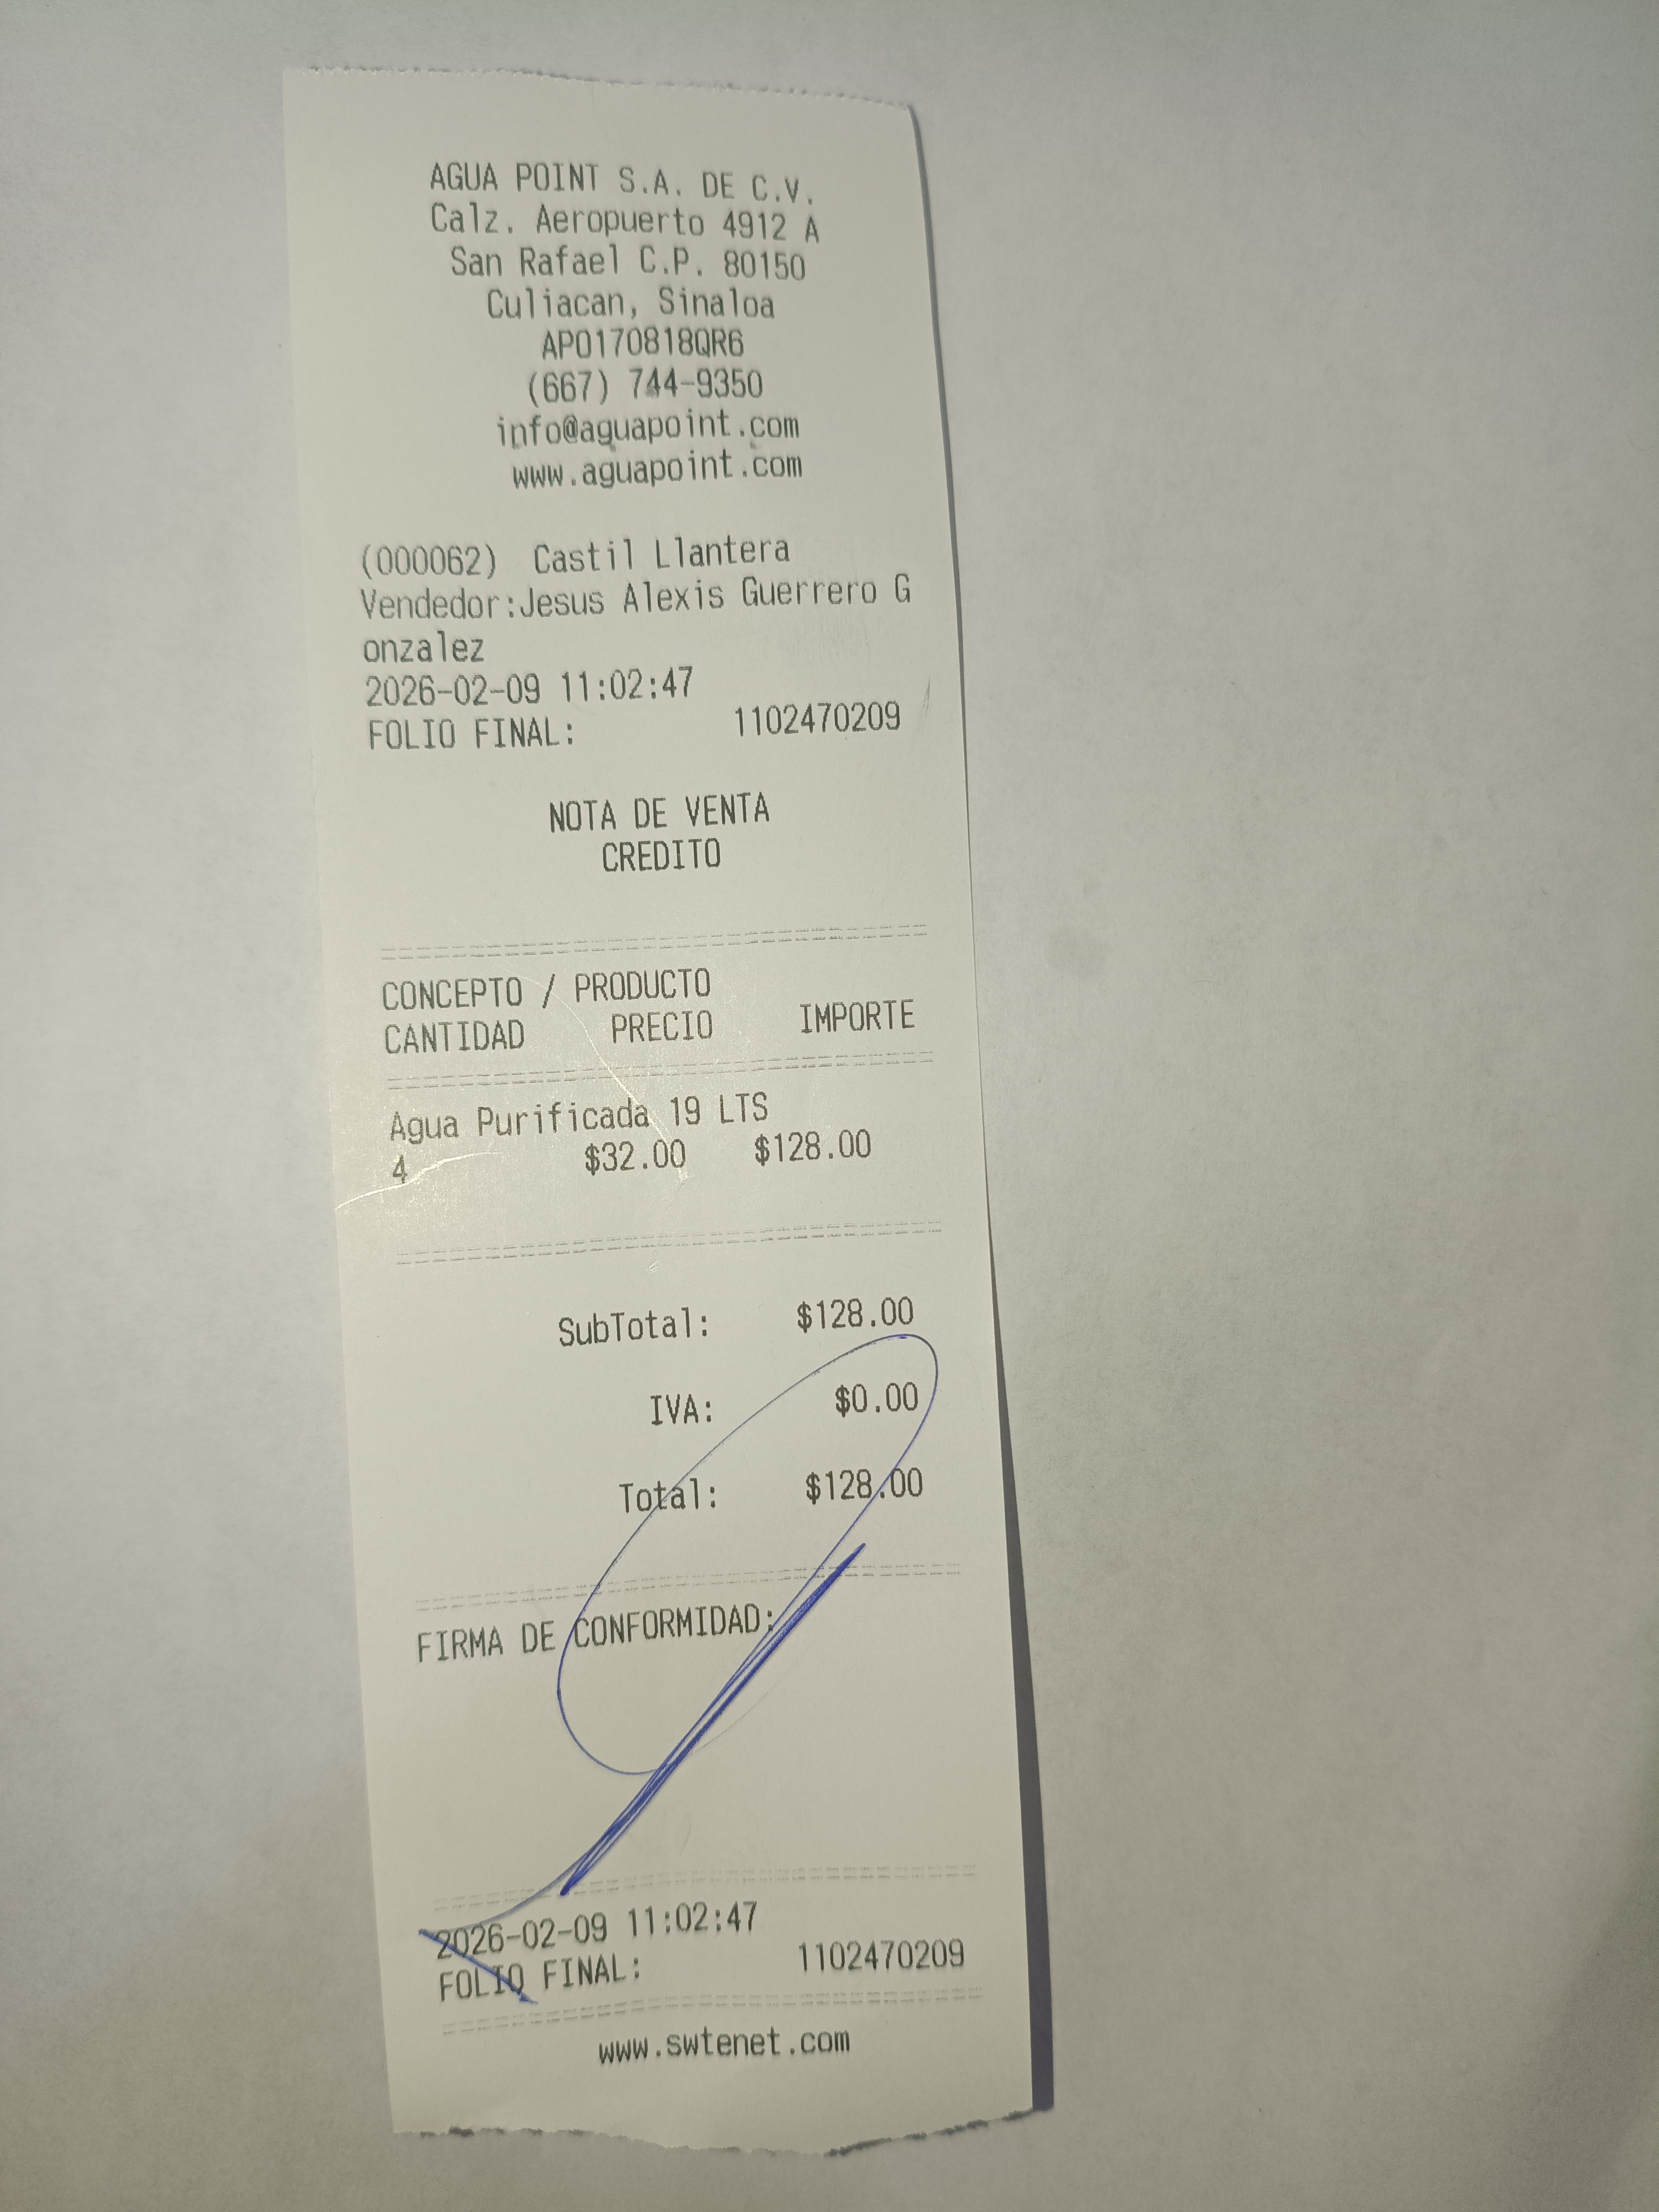 AGUA POINT S.A. DE C.V.
Calz. Aeropuerto 4912 A
San Rafael C.P. 80150
Culiacan, Sinaloa
APO170818QR6
(667) 744-9350
info@aguapoint.com
www.aguapoint.com
(000062) Castil Llantera
Vendedor:Jesus Alexis Guerrero G
onzalez
2026-02-09 11:02:47
FOLIO FINAL: 1102470209
NOTA DE VENTA
CREDITO
CONCEPTO / PRODUCTO
CANTIDAD PRECIO IMPORTE
Agua Purificada 19 LTS
4 $32.00 $128.00
SubTotal: $128.00
IVA: $0.00
Total: $128.00
FIRMA DE CONFORMIDAD:
2026-02-09 11:02:47
FOLIO FINAL: 1102470209
www.swtenet.com